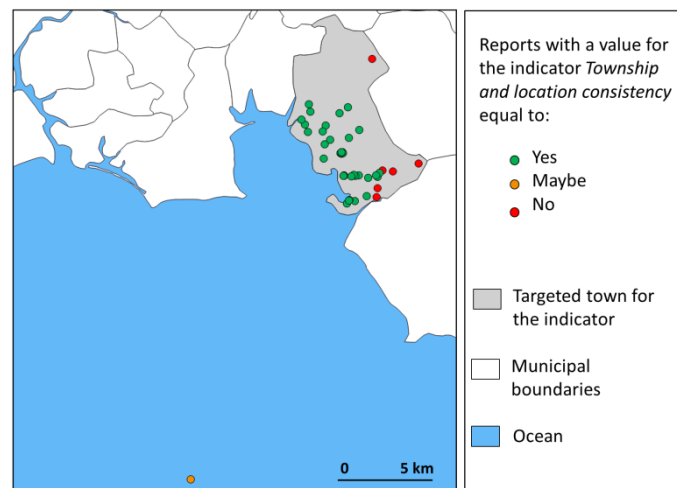 Reports with a value for
the indicator Township
and location consistency
equal to:
Yes
Maybe
No
Targeted town for
the indicator
Municipal
boundaries
Ocean
0 5 km